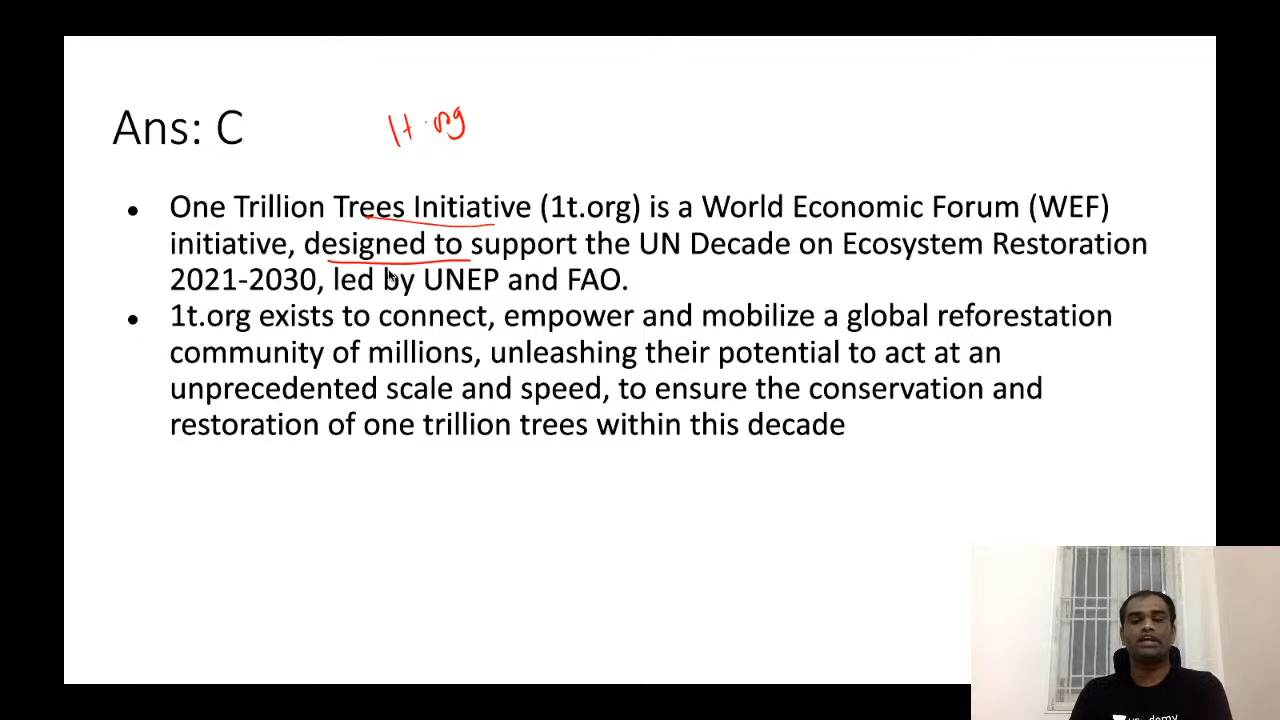 Ans: C
1t.org
• One Trillion Trees Initiative (1t.org) is a World Economic Forum (WEF)
initiative, designed to support the UN Decade on Ecosystem Restoration
2021-2030, led by UNEP and FAO.
• 1t.org exists to connect, empower and mobilize a global reforestation
community of millions, unleashing their potential to act at an
unprecedented scale and speed, to ensure the conservation and
restoration of one trillion trees within this decade